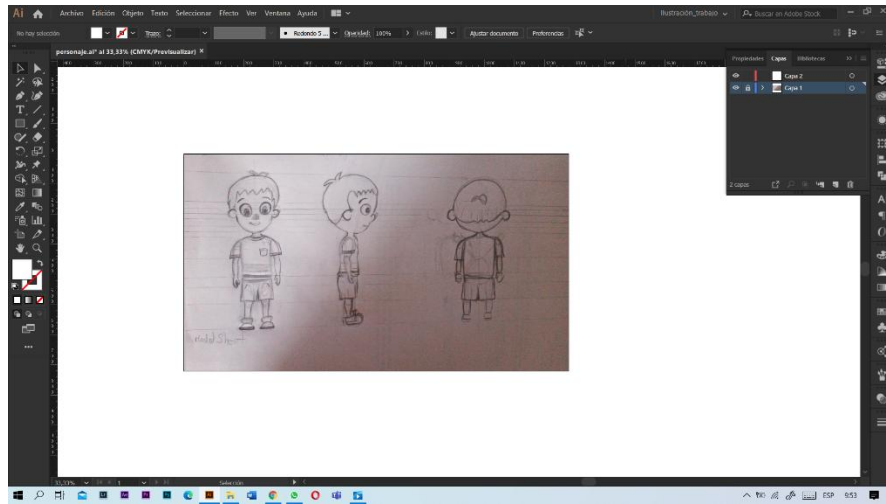 Ai Archivo Edición Objeto Texto Seleccionar Efecto Ver Ventana Ayuda Ilustración_trabajo Buscar en Adobe Stock
No hay selección Trazo: Redondo 5 ... Opacidad: 100% Estilo: Ajustar documento Preferencias
personaje.ai* al 33,33% (CMYK/Previsualizar) ×
Propiedades Capas Bibliotecas
Capa 2
Capa 1
2 capas
33,33% 1 Selección
ESP 9:53